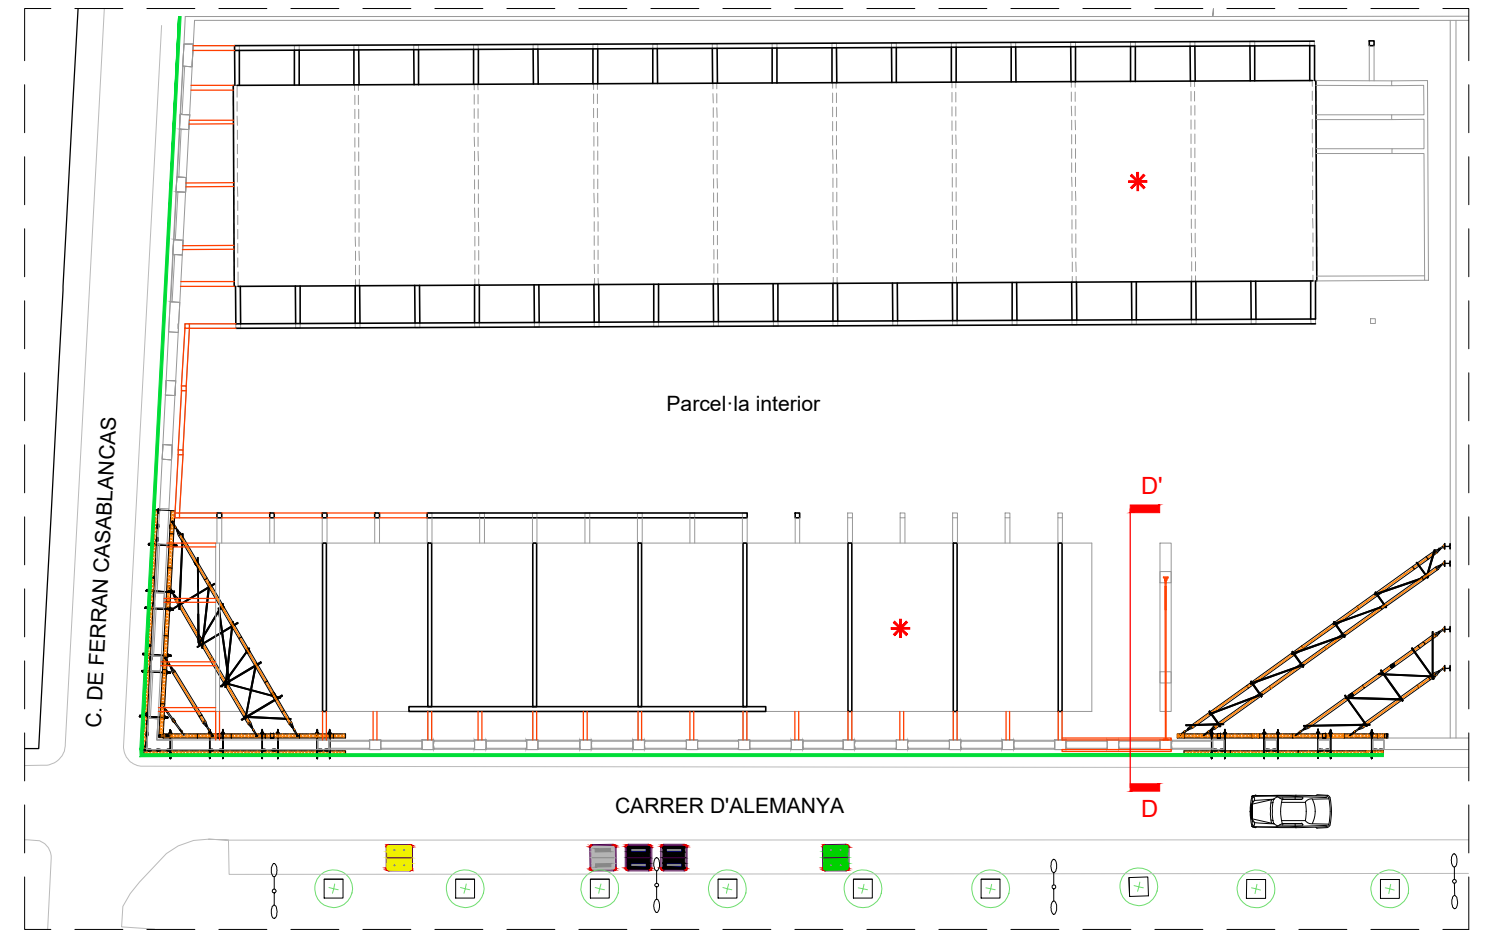 Parcel·la interior
C. DE FERRAN CASABLANCAS
D'
CARRER D'ALEMANYA
D